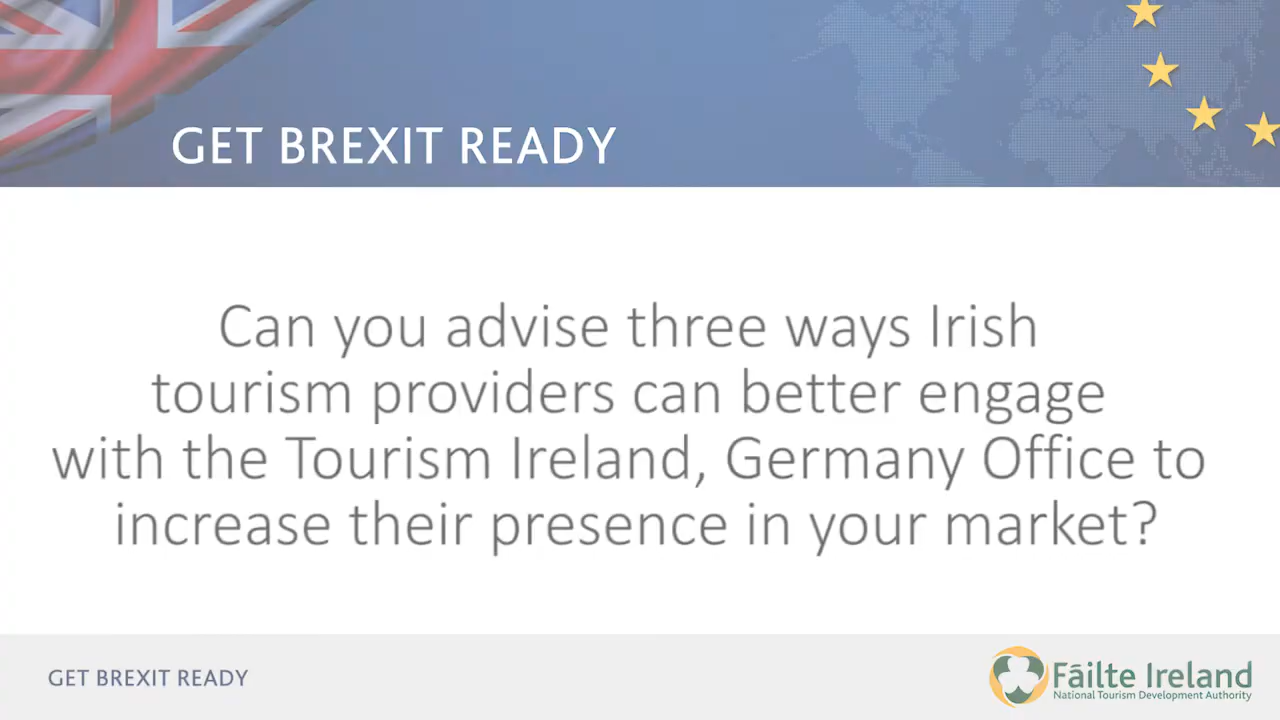 GET BREXIT READY
Can you advise three ways Irish
tourism providers can better engage
with the Tourism Ireland, Germany Office to
increase their presence in your market?
GET BREXIT READY
Fáilte Ireland
National Tourism Development Authority